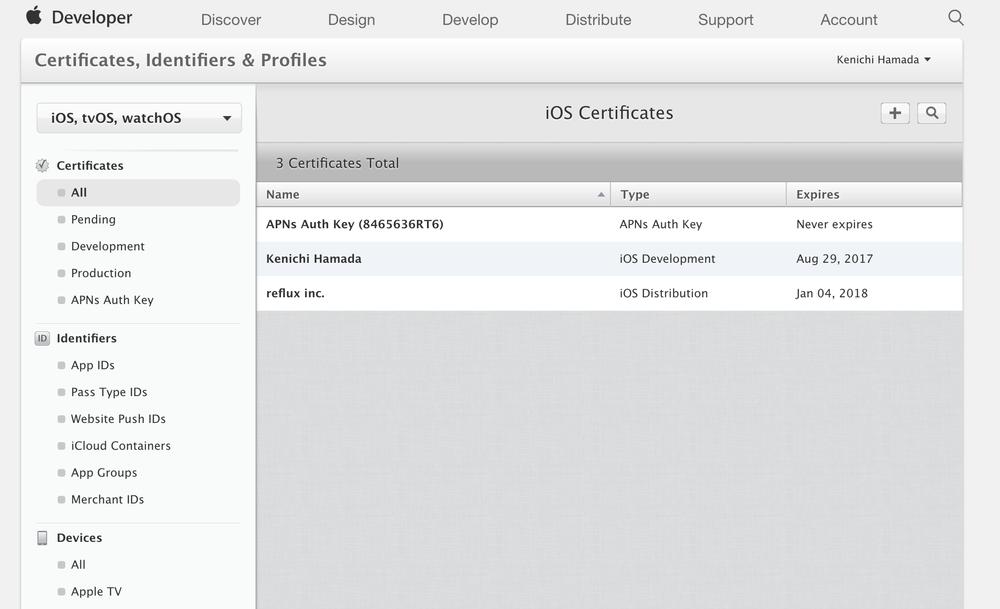 Developer Discover Design Develop Distribute Support Account
Certificates, Identifiers & Profiles Kenichi Hamada
iOS, tvOS, watchOS
iOS Certificates
3 Certificates Total
Name Type Expires
APNs Auth Key (8465636RT6) APNs Auth Key Never expires
Kenichi Hamada iOS Development Aug 29, 2017
reflux inc. iOS Distribution Jan 04, 2018
Certificates
All
Pending
Development
Production
APNs Auth Key
ID Identifiers
App IDs
Pass Type IDs
Website Push IDs
iCloud Containers
App Groups
Merchant IDs
Devices
All
Apple TV